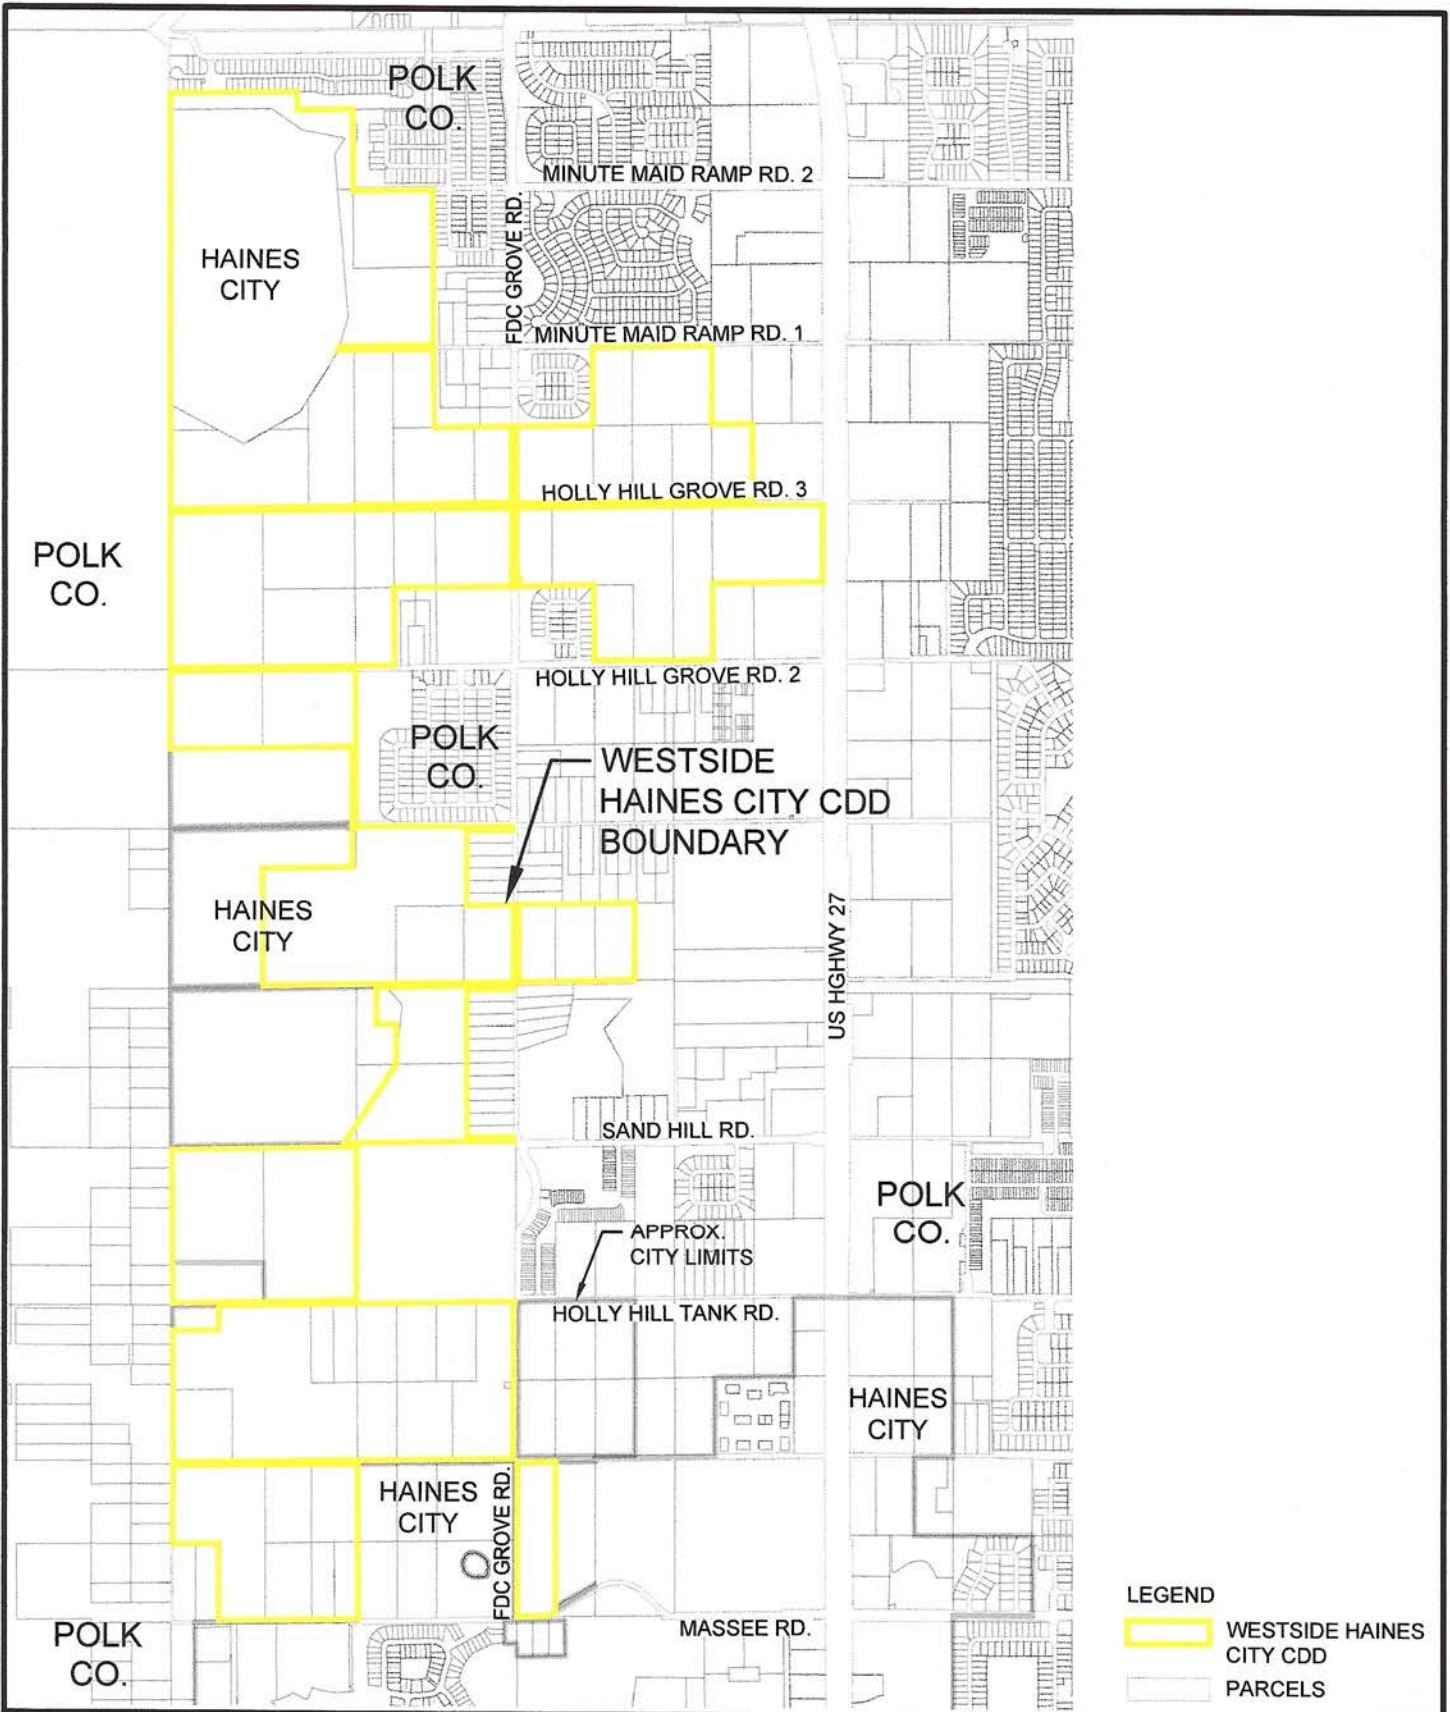 POLK
CO.
MINUTE MAID RAMP RD. 2
FDC GROVE RD.
HAINES
CITY
MINUTE MAID RAMP RD. 1
HOLLY HILL GROVE RD. 3
POLK
CO.
HOLLY HILL GROVE RD. 2
POLK
CO.
WESTSIDE
HAINES CITY CDD
BOUNDARY
HAINES
CITY
US HGHWY 27
SAND HILL RD.
POLK
CO.
APPROX.
CITY LIMITS
HOLLY HILL TANK RD.
HAINES
CITY
HAINES
CITY
FDC GROVE RD.
MASSEE RD.
POLK
CO.
LEGEND
WESTSIDE HAINES
CITY CDD
PARCELS